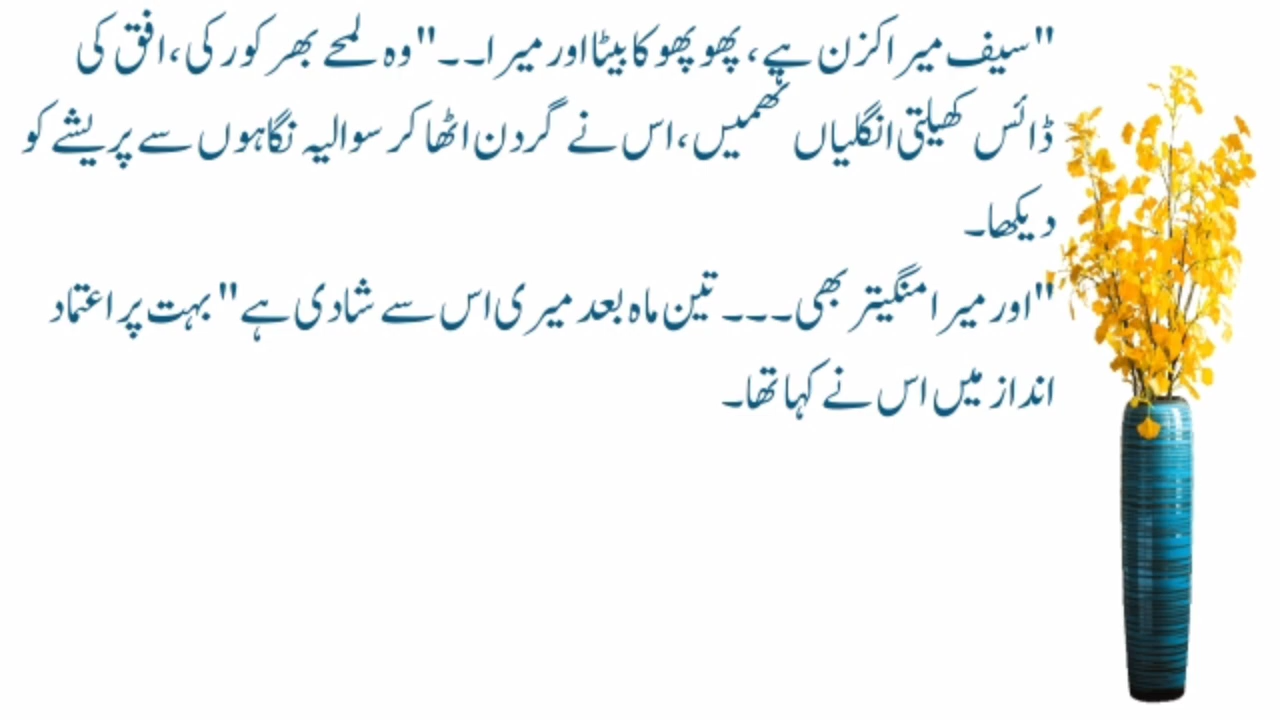 "سیف میرا کزن ہے، پھوپھو کا بیٹا اور میرا۔۔" وہ لمحے بھر کو رکی، افق کی
ڈائس کھیلتی انگلیاں تھمیں، اس نے گردن اٹھا کر سوالیہ نگاہوں سے پریشے کو
دیکھا۔
"اور میرا منگیتر بھی۔۔۔ تین ماہ بعد میری اس سے شادی ہے" بہت پر اعتماد
انداز میں اس نے کہا تھا۔